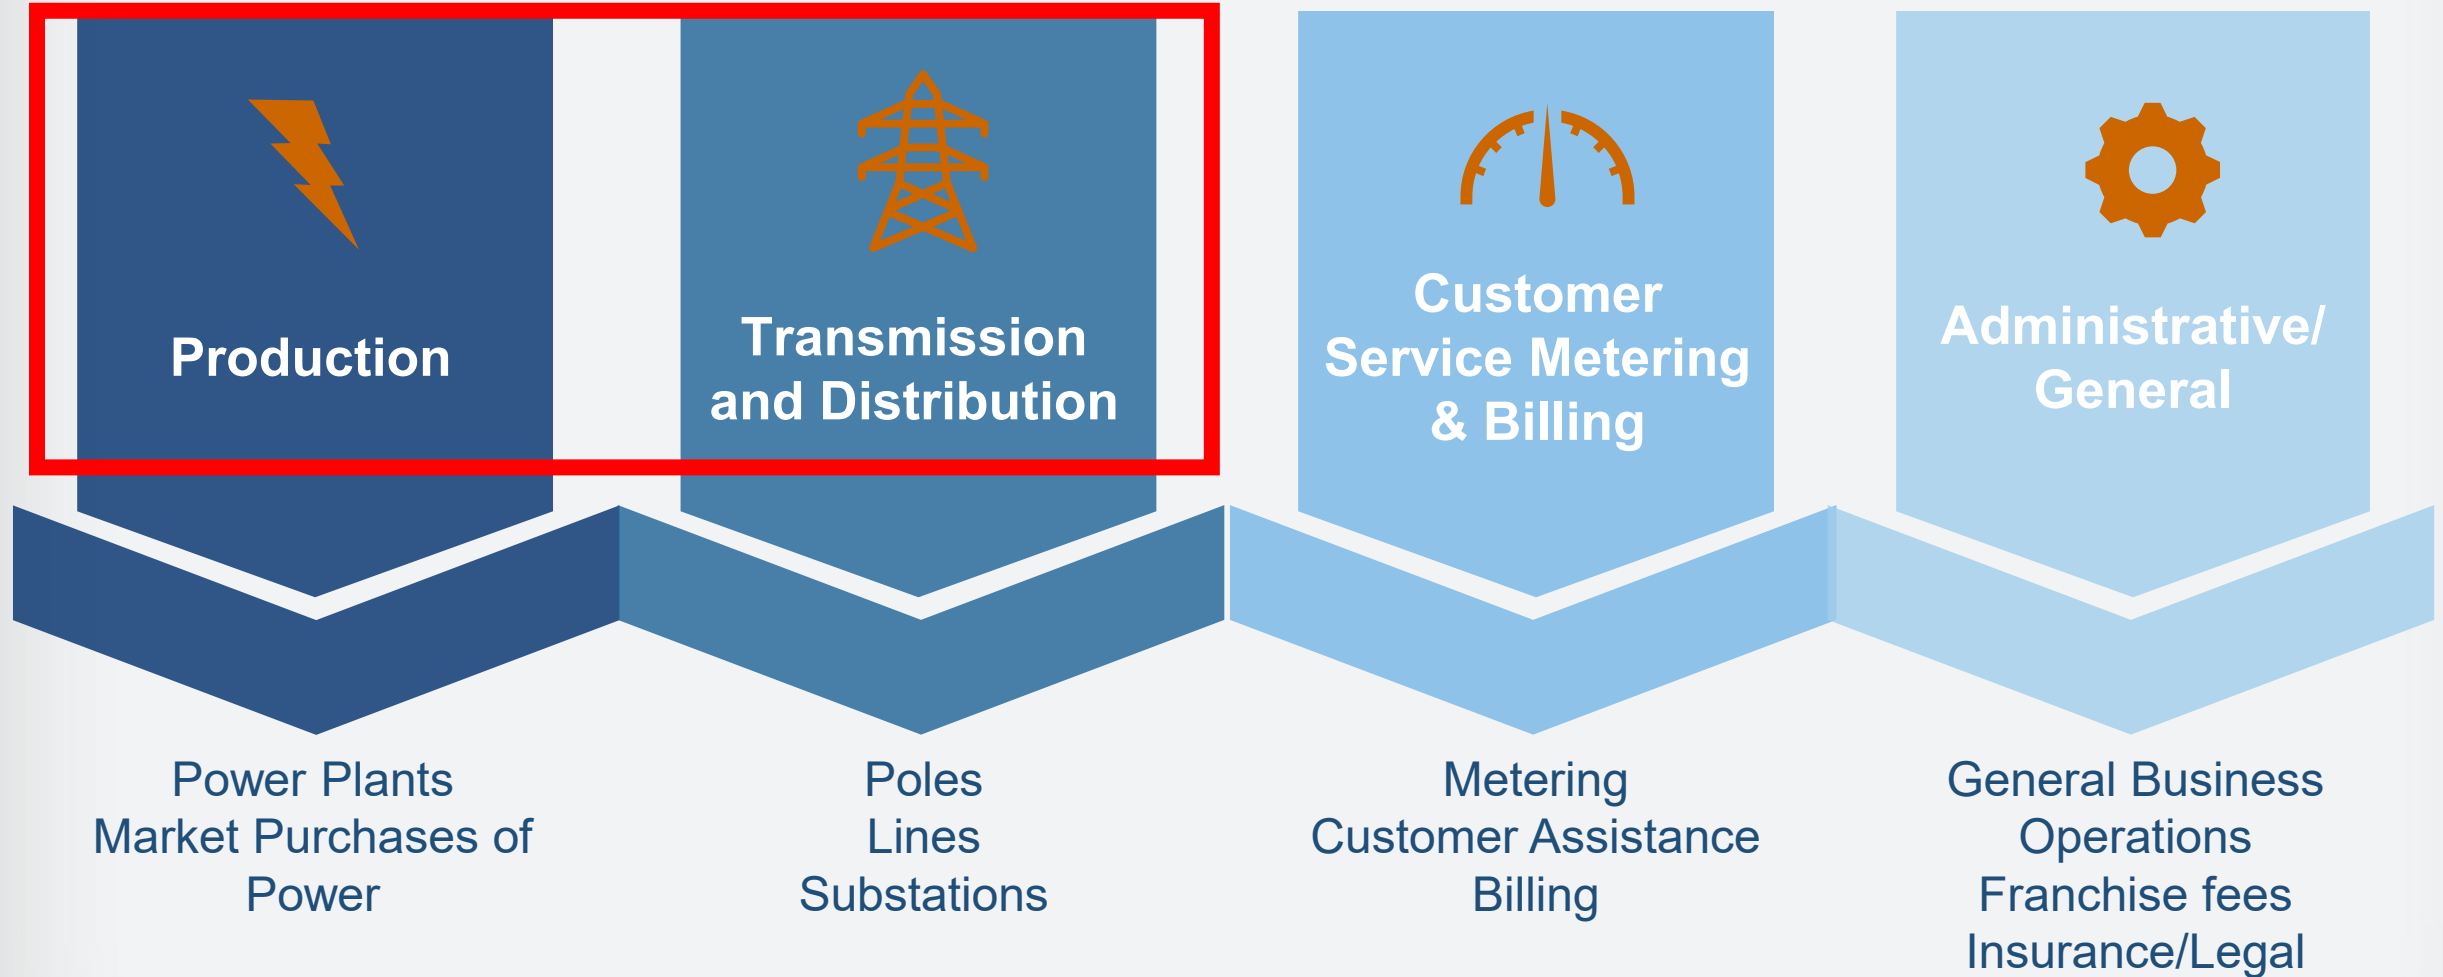 Production
Transmission
and Distribution
Customer
Service Metering
& Billing
Administrative/
General
Power Plants
Market Purchases of
Power
Poles
Lines
Substations
Metering
Customer Assistance
Billing
General Business
Operations
Franchise fees
Insurance/Legal